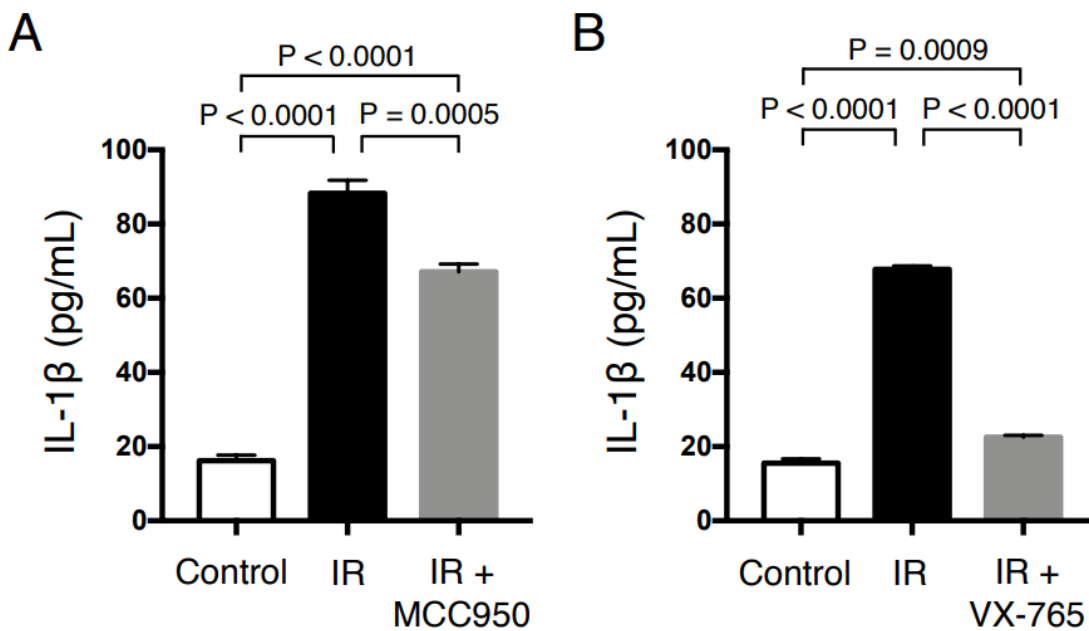 A
P < 0.0001
P < 0.0001 P = 0.0005
100
80
60
40
20
0
IL-1β (pg/mL)
Control IR IR +
MCC950
B
P = 0.0009
P < 0.0001 P < 0.0001
100
80
60
40
20
0
IL-1β (pg/mL)
Control IR IR +
VX-765